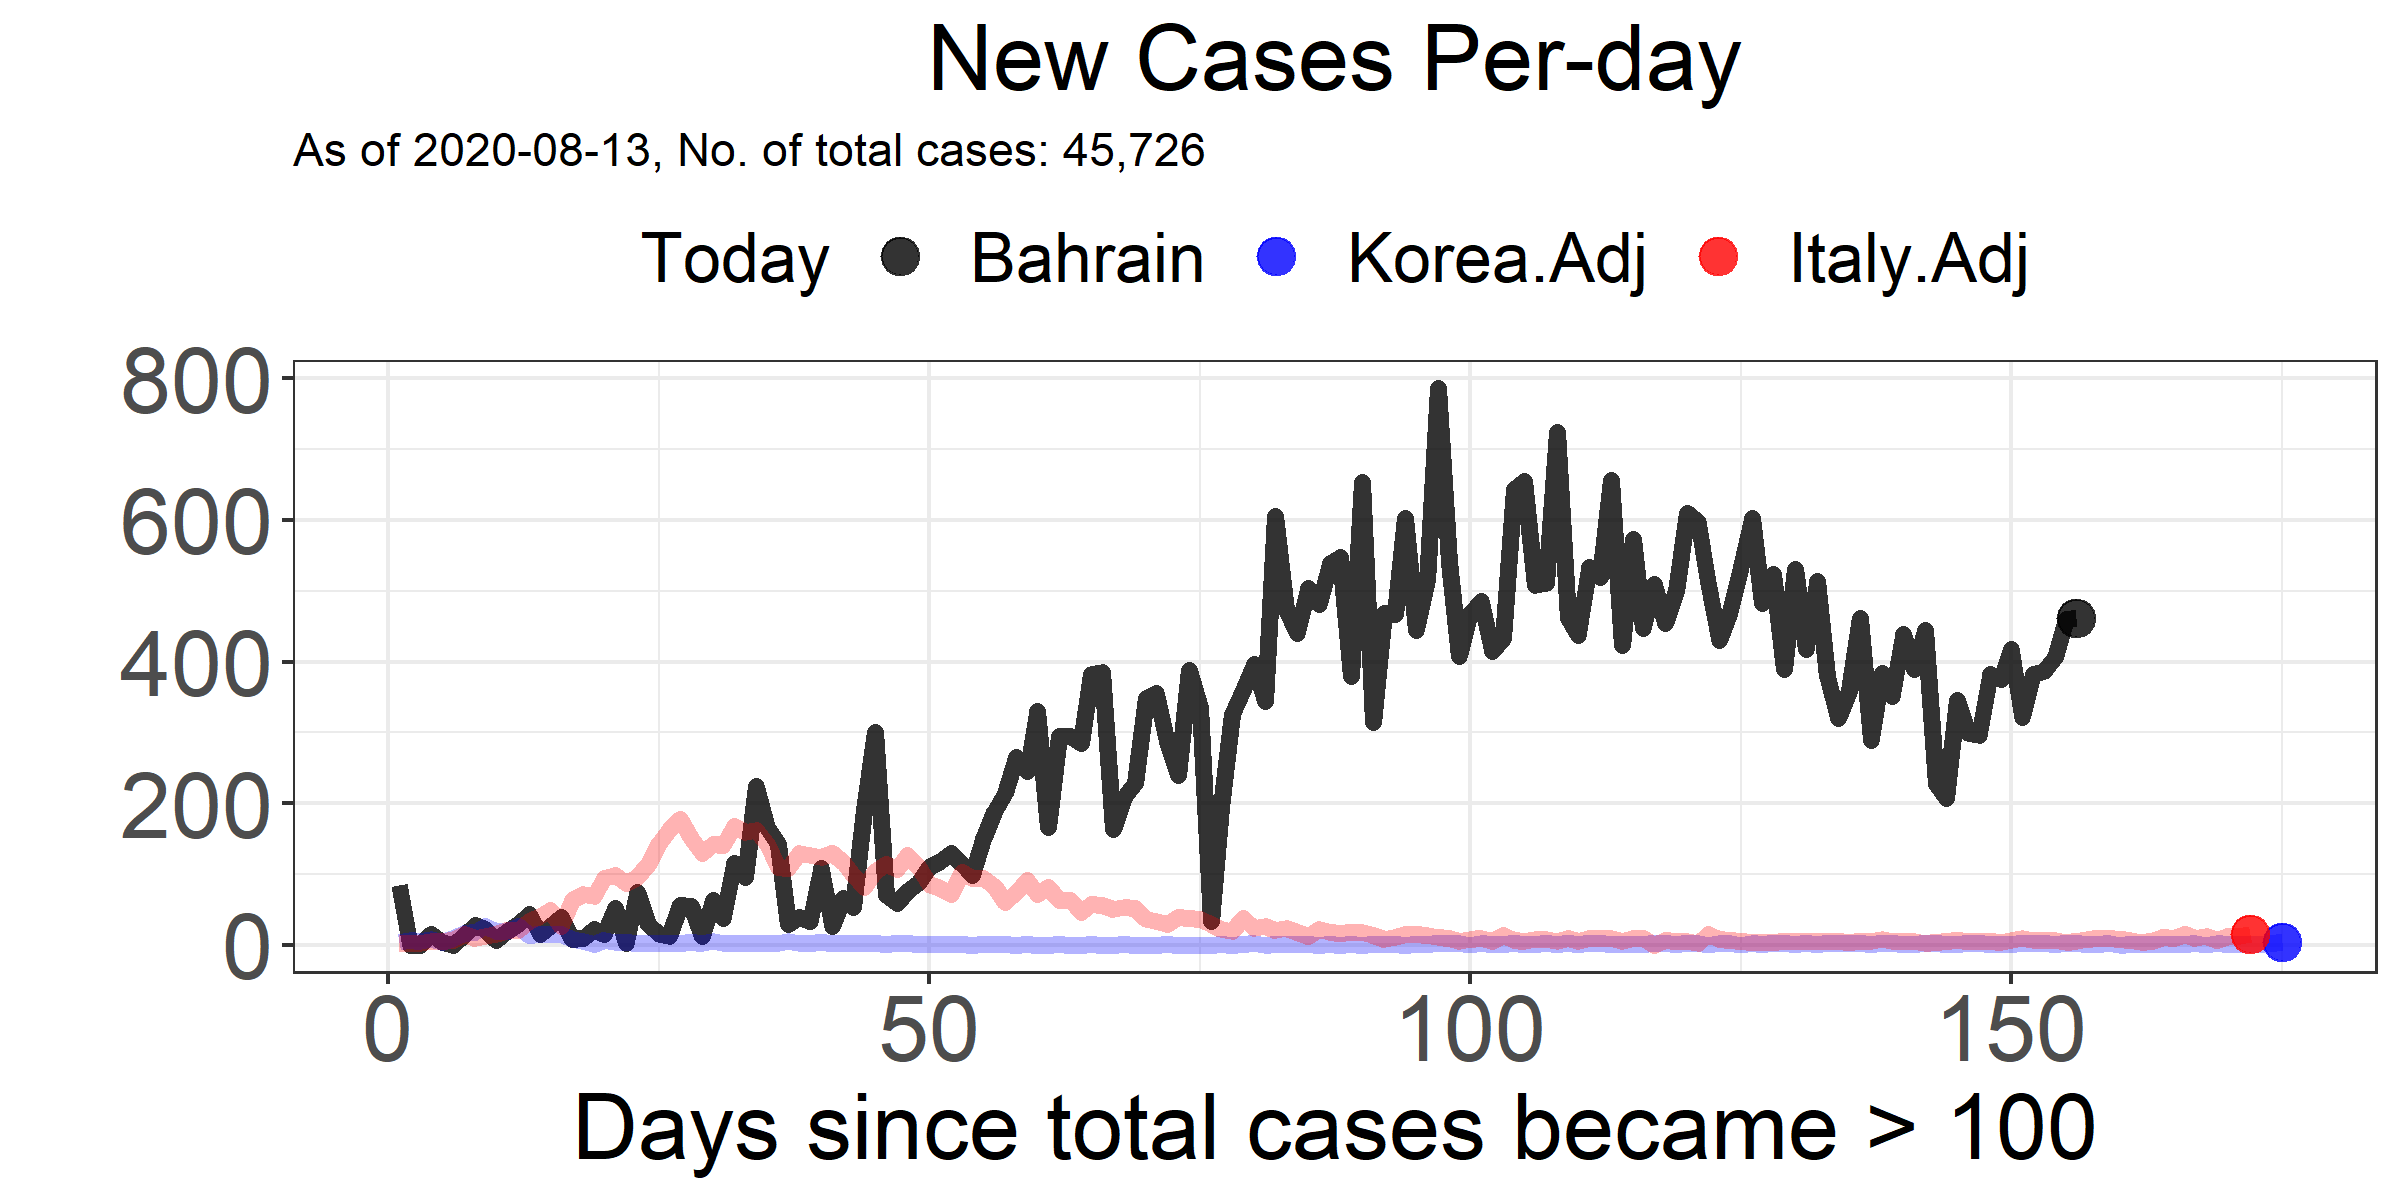 New Cases Per-day
As of 2020-08-13, No. of total cases: 45,726
Today Bahrain Korea.Adj Italy.Adj
800
600
400
200
0
0 50 100 150
Days since total cases became > 100